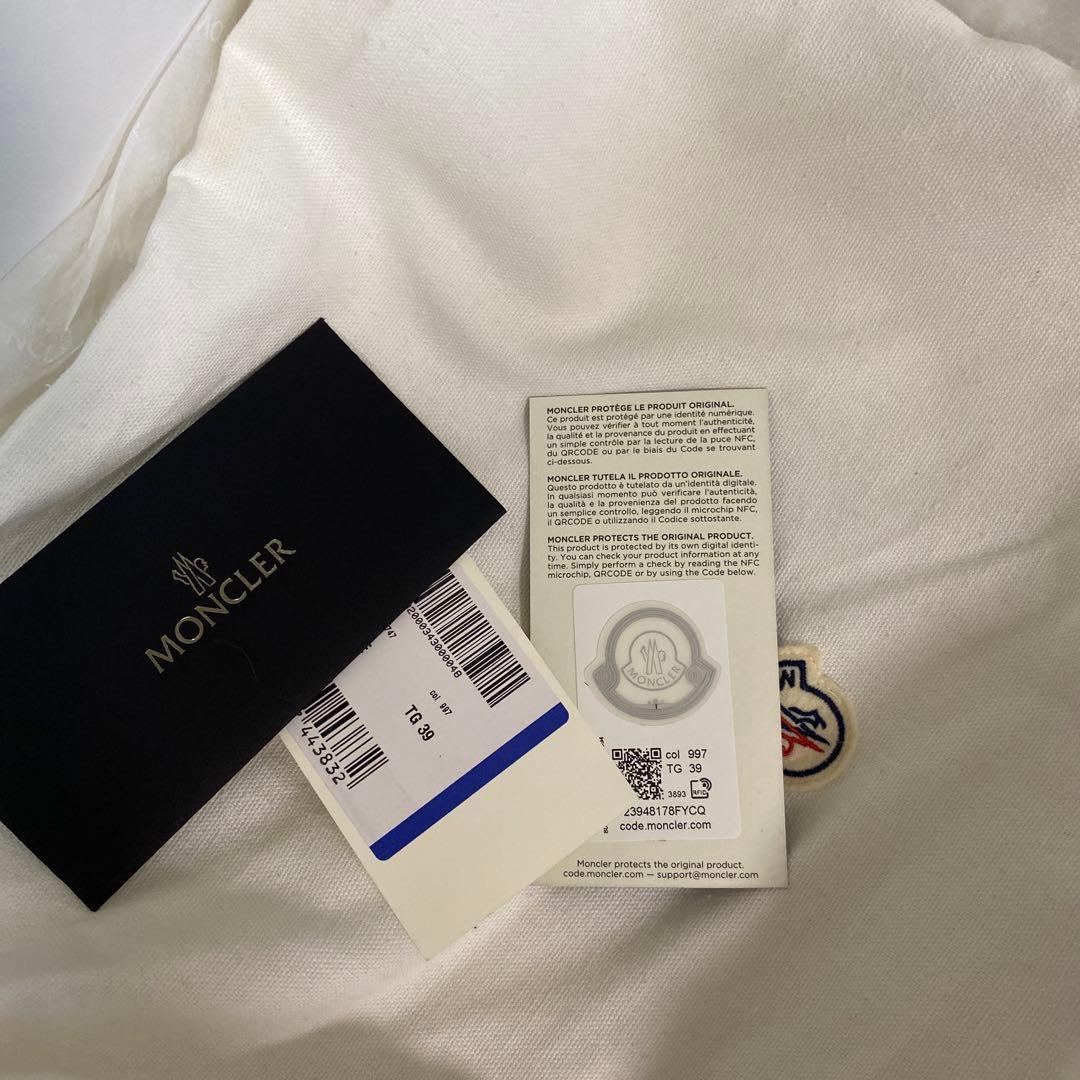 MONCLER
2000343000048
747
col 997
TG 39
443832
MONCLER PROTÈGE LE PRODUIT ORIGINAL.
Ce produit est protégé par une identité numérique.
Vous pouvez vérifier à tout moment l'authenticité,
la qualité et la provenance du produit en effectuant
un simple contrôle par la lecture de la puce NFC,
du QRCODE ou par le biais du Code se trouvant
ci-dessous.
MONCLER TUTELA IL PRODOTTO ORIGINALE.
Questo prodotto è tutelato da un'identità digitale.
In qualsiasi momento può verificare l'autenticità,
la qualità e la provenienza del prodotto facendo
un semplice controllo, leggendo il microchip NFC,
il QRCODE o utilizzando il Codice sottostante.
MONCLER PROTECTS THE ORIGINAL PRODUCT.
This product is protected by its own digital identi-
ty. You can check your product information at any
time. Simply perform a check by reading the NFC
microchip, QRCODE or by using the Code below.
MONCLER
col 997
TG 39
3893 RFID
23948178FYCQ
code.moncler.com
Moncler protects the original product.
code.moncler.com — support@moncler.com